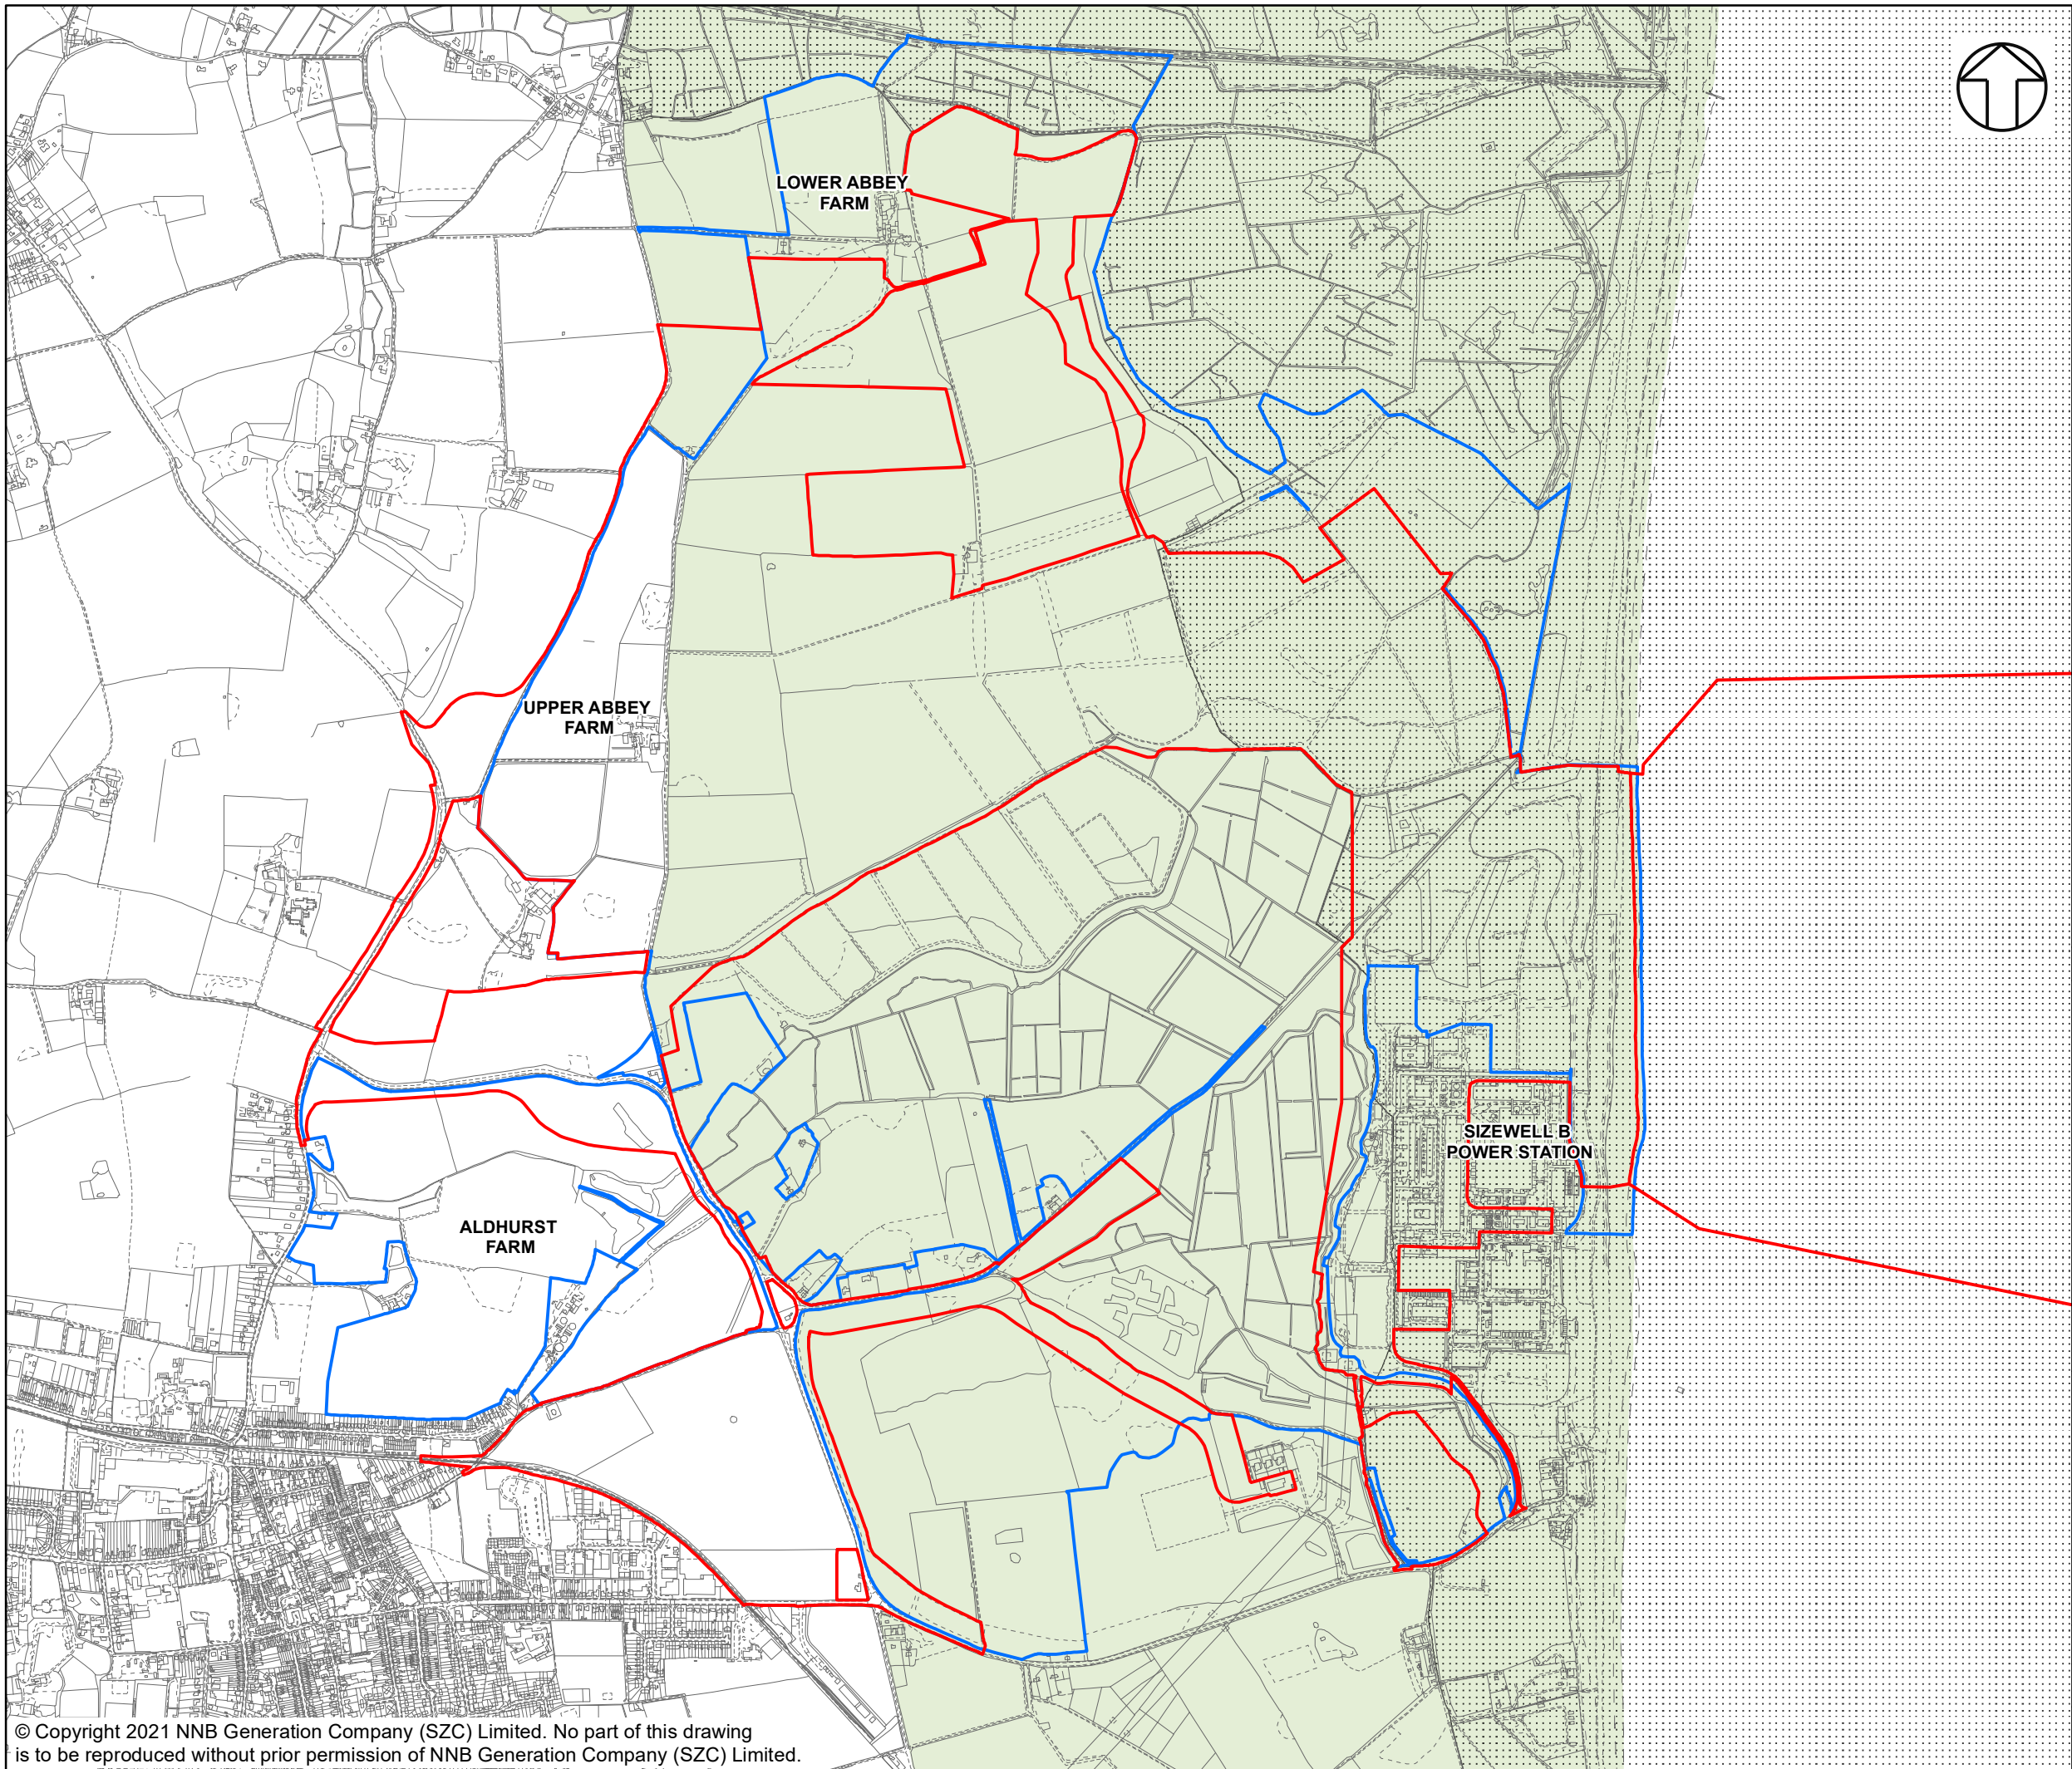 LOWER ABBEY
FARM
UPPER ABBEY
FARM
SIZEWELL B
POWER STATION
ALDHURST
FARM
© Copyright 2021 NNB Generation Company (SZC) Limited. No part of this drawing
is to be reproduced without prior permission of NNB Generation Company (SZC) Limited.